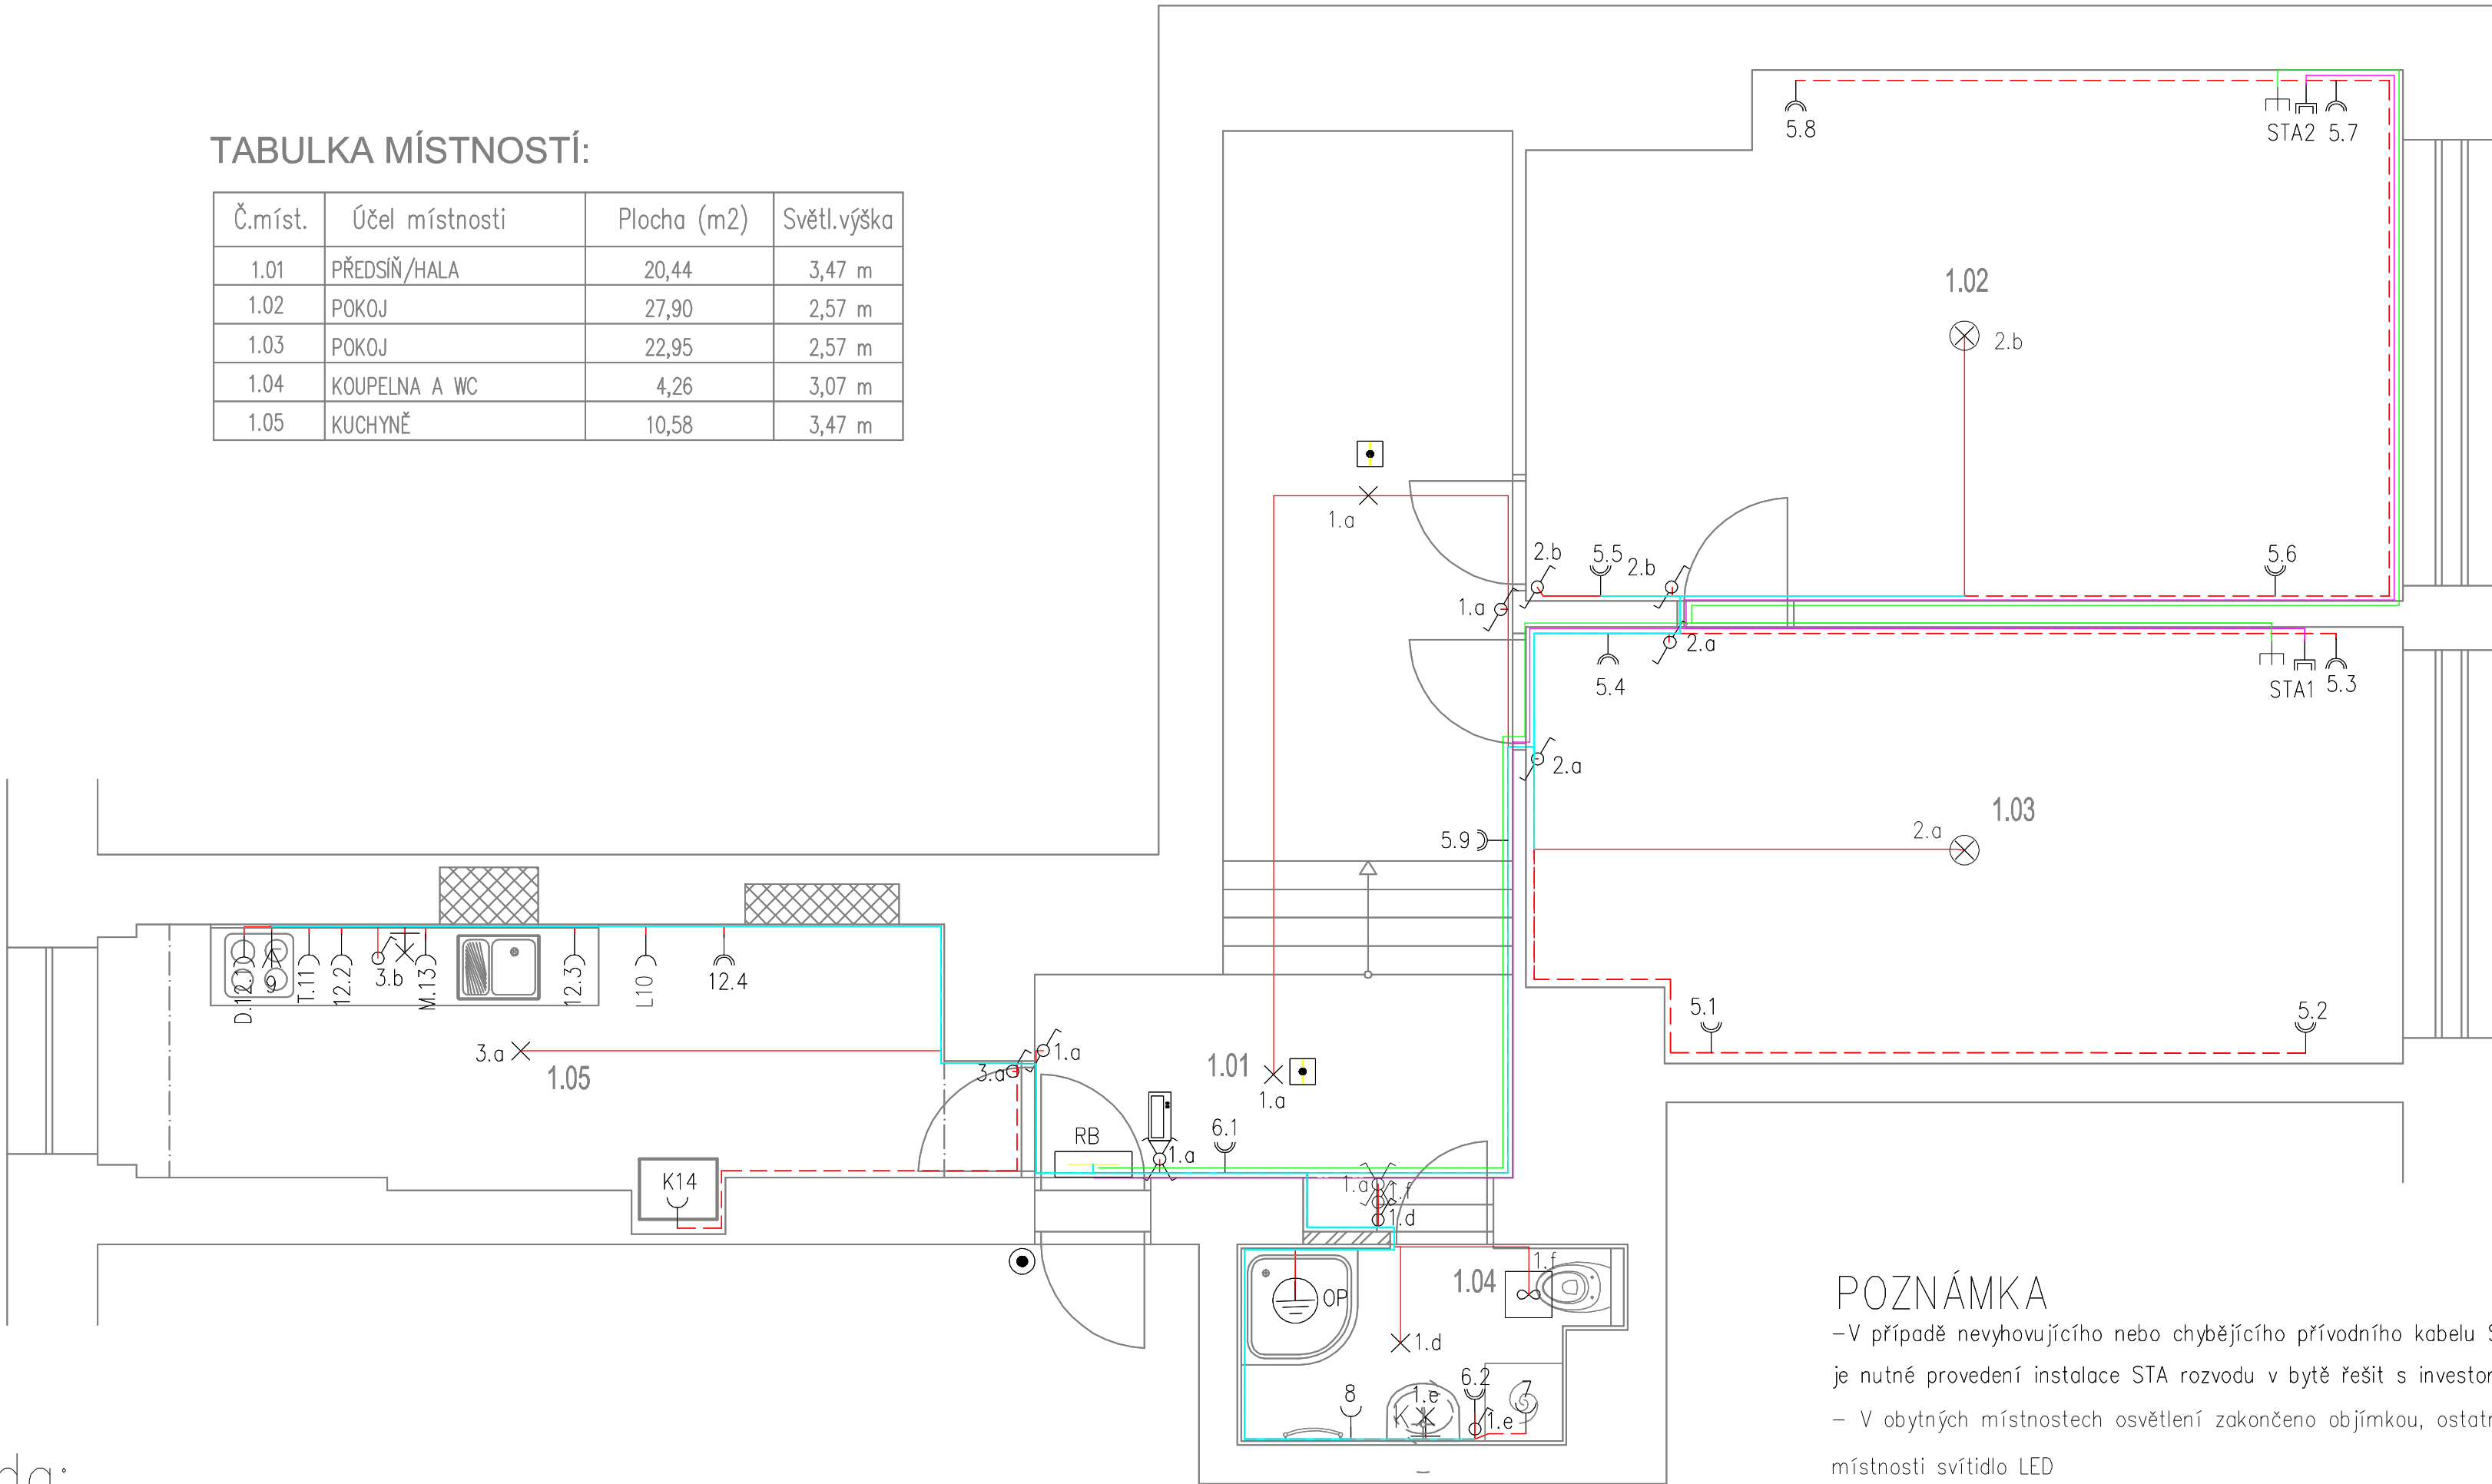 TABULKA MÍSTNOSTÍ:
Č.míst. Účel místnosti Plocha (m2) Světl.výška
1.01 PŘEDSÍŇ/HALA 20,44 3,47 m
1.02 POKOJ 27,90 2,57 m
1.03 POKOJ 22,95 2,57 m
1.04 KOUPELNA A WC 4,26 3,07 m
1.05 KUCHYNĚ 10,58 3,47 m
5.8
STA2 5.7
1.02
2.b
1.a
2.b
5.5
2.b
5.6
1.a
2.a
5.4
STA1 5.3
2.a
1.03
2.a
5.9
5.1
5.2
D.12.1
9
T.11
12.2
3.b
M.13
12.3
L10
12.4
3.a
1.05
3.a
1.a
1.01
1.a
RB
1.a
6.1
K14
1.a
1.f
1.d
1.f
1.04
OP
1.d
8
K
1.e
6.2
7
1.e
POZNÁMKA
-V případě nevyhovujícího nebo chybějícího přívodního kabelu
je nutné provedení instalace STA rozvodu v bytě řešit s
- V obytných místnostech osvětlení zakončeno objímkou,
místnosti svítidlo LED